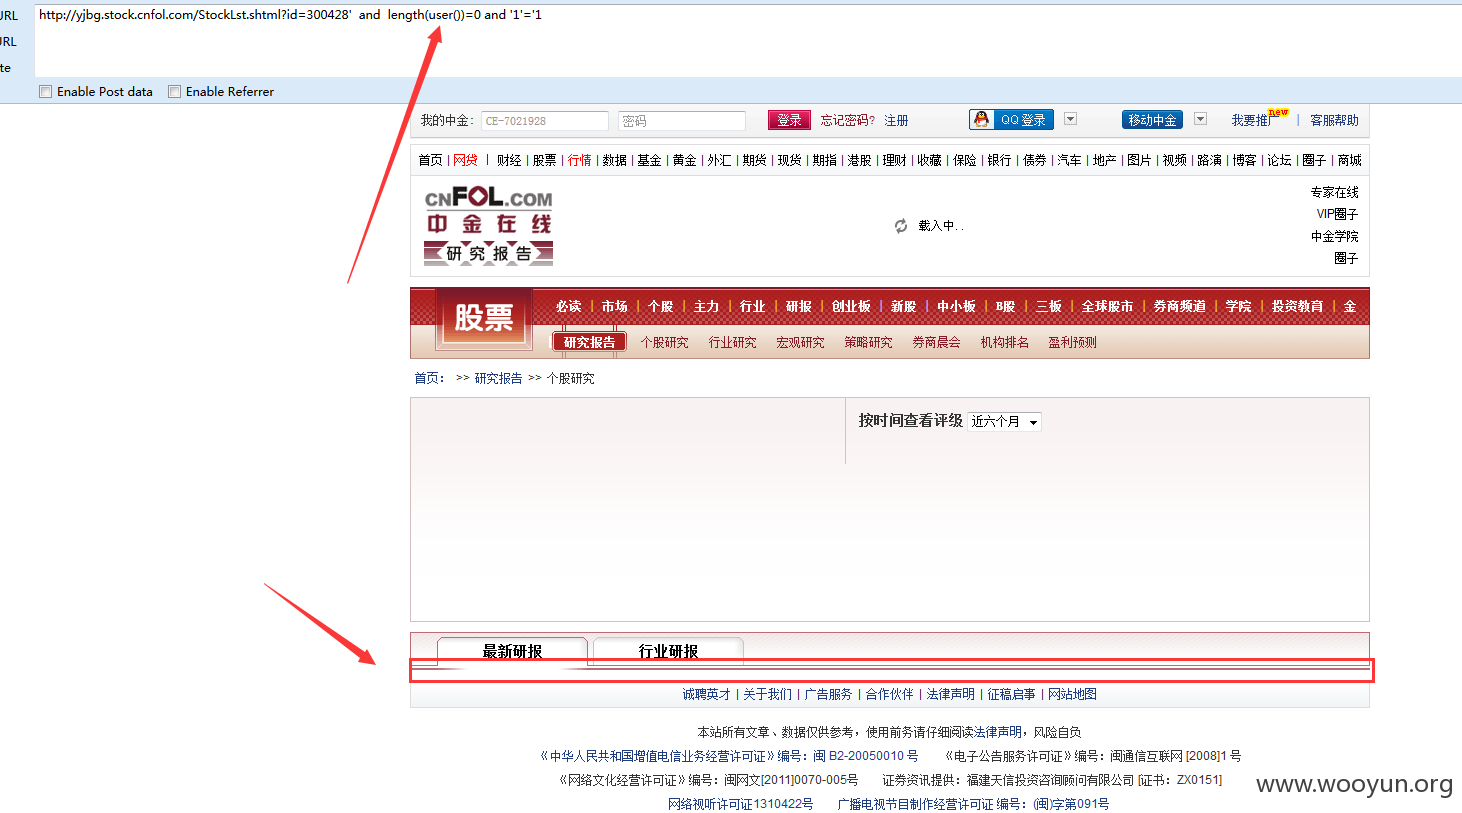 RL http://yjbg.stock.cnfol.com/StockLst.shtml?id=300428' and length(user())=0 and '1'='1
RL
te
Enable Post data Enable Referrer
我的中金： CE-7021928 密码 登录 忘记密码? 注册 QQ 登录 移动中金 我要推广 new | 客服帮助
首页 | 网贷 | 财经 | 股票 | 行情 | 数据 | 基金 | 黄金 | 外汇 | 期货 | 现货 | 期指 | 港股 | 理财 | 收藏 | 保险 | 银行 | 债券 | 汽车 | 地产 | 图片 | 视频 | 路演 | 博客 | 论坛 | 圈子 | 商城
CNFOL.COM
中金在线
研究报告
载入中. .
专家在线
VIP圈子
中金学院
圈子
股票
必读 | 市场 | 个股 | 主力 | 行业 | 研报 | 创业板 | 新股 | 中小板 | B股 | 三板 | 全球股市 | 券商频道 | 学院 | 投资教育 | 金
研究报告 个股研究 行业研究 宏观研究 策略研究 券商晨会 机构排名 盈利预测
首页： >> 研究报告 >> 个股研究
按时间查看评级 近六个月
最新研报 行业研报
诚聘英才 | 关于我们 | 广告服务 | 合作伙伴 | 法律声明 | 征稿启事 | 网站地图
本站所有文章、数据仅供参考，使用前务请仔细阅读法律声明，风险自负
《中华人民共和国增值电信业务经营许可证》编号：闽 B2-20050010 号 《电子公告服务许可证》编号：闽通信互联网 [2008]1 号
《网络文化经营许可证》编号：闽网文[2011]0070-005号 证券资讯提供：福建天信投资咨询顾问有限公司 [证书：ZX0151]
网络视听许可证1310422号 广播电视节目制作经营许可证 编号：(闽)字第091号
www.wooyun.org